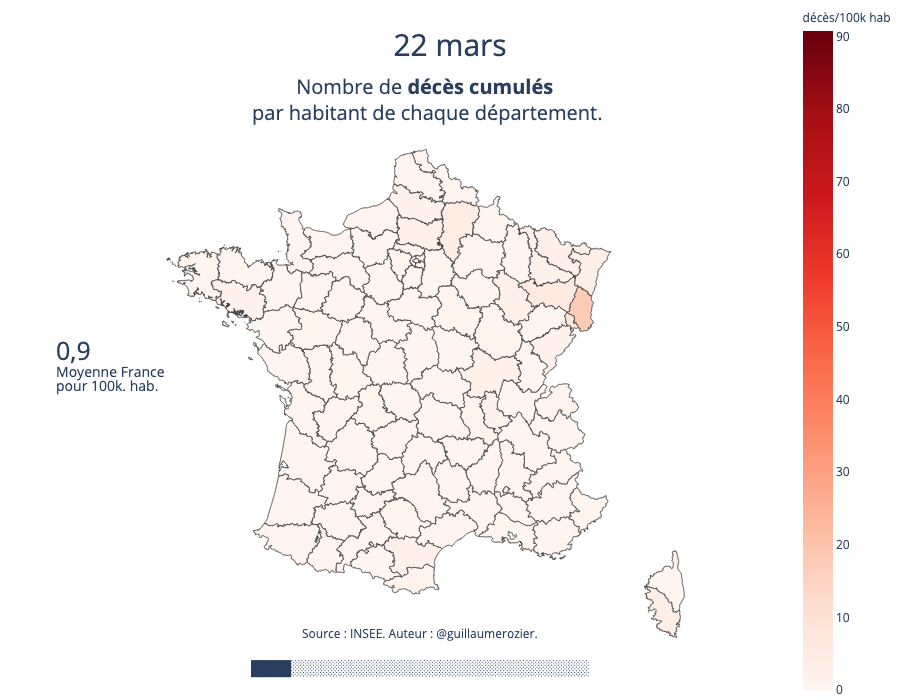 22 mars
Nombre de décès cumulés
par habitant de chaque département.
décès/100k hab
90
80
70
60
50
40
30
20
10
0
0,9
Moyenne France
pour 100k. hab.
Source : INSEE. Auteur : @guillaumerozier.